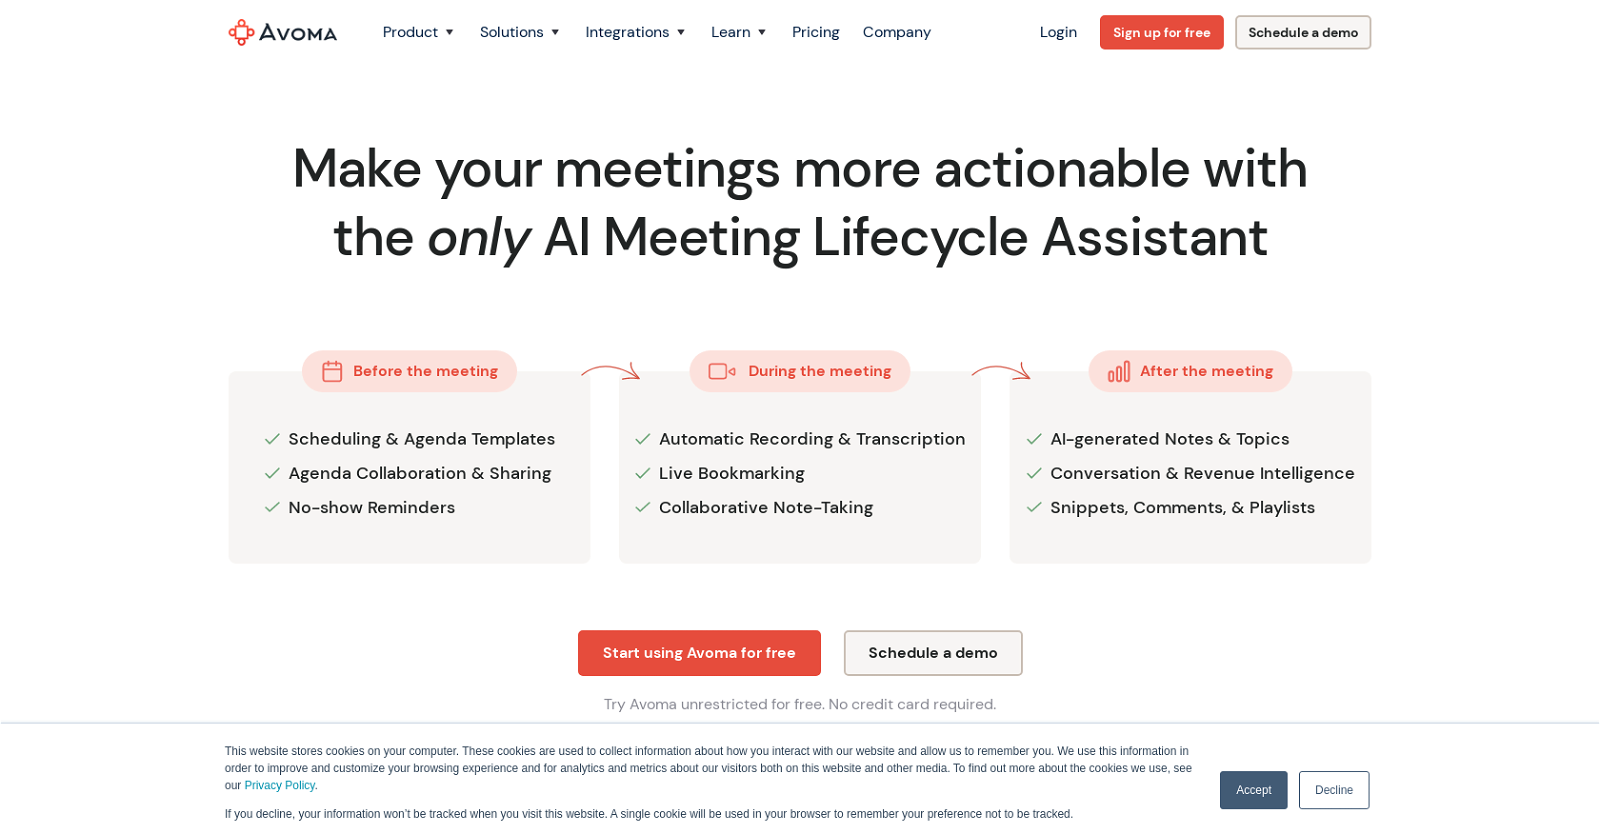 AVOMA
Product
Solutions
Integrations
Learn
Pricing
Company
Login
Sign up for free
Schedule a demo
Make your meetings more actionable with
the only AI Meeting Lifecycle Assistant
Before the meeting
Scheduling & Agenda Templates
Agenda Collaboration & Sharing
No-show Reminders
During the meeting
Automatic Recording & Transcription
Live Bookmarking
Collaborative Note-Taking
After the meeting
AI-generated Notes & Topics
Conversation & Revenue Intelligence
Snippets, Comments, & Playlists
Start using Avoma for free
Schedule a demo
Try Avoma unrestricted for free. No credit card required.
This website stores cookies on your computer. These cookies are used to collect information about how you interact with our website and allow us to remember you. We use this information in
order to improve and customize your browsing experience and for analytics and metrics about our visitors both on this website and other media. To find out more about the cookies we use, see
our Privacy Policy.
If you decline, your information won’t be tracked when you visit this website. A single cookie will be used in your browser to remember your preference not to be tracked.
Accept
Decline